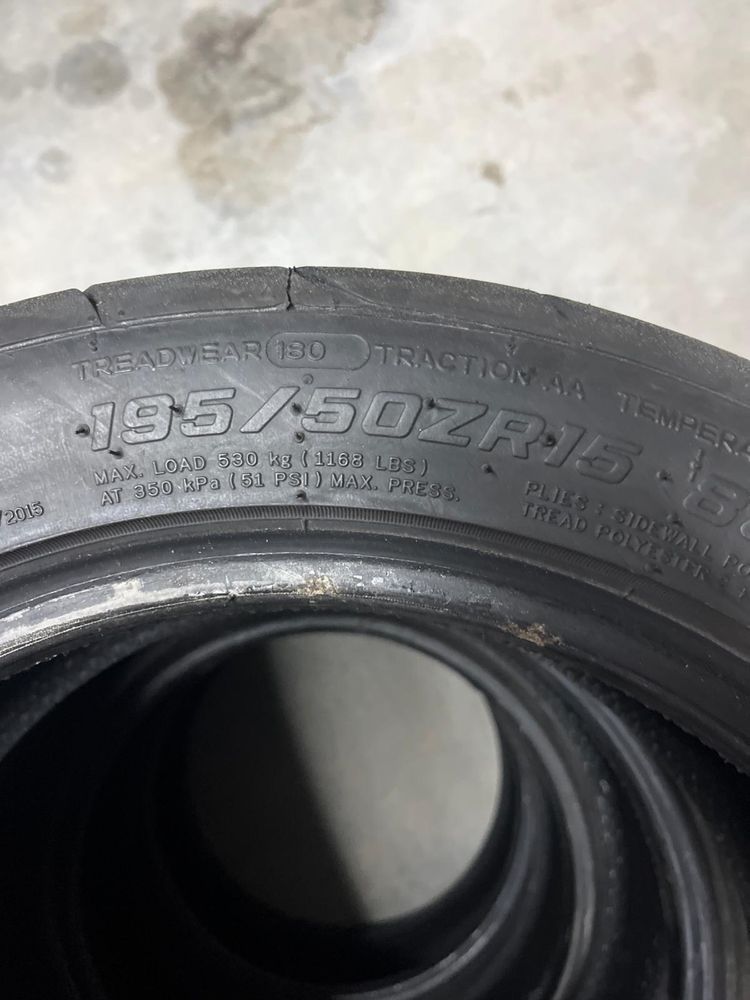 TREADWEAR 180 TRACTION AA
195/50ZR15
MAX. LOAD 530 kg (1168 LBS)
AT 350 kPa (51 PSI) MAX. PRESS.
/2015
PLIES : SIDEWALL
TREAD POLYESTER